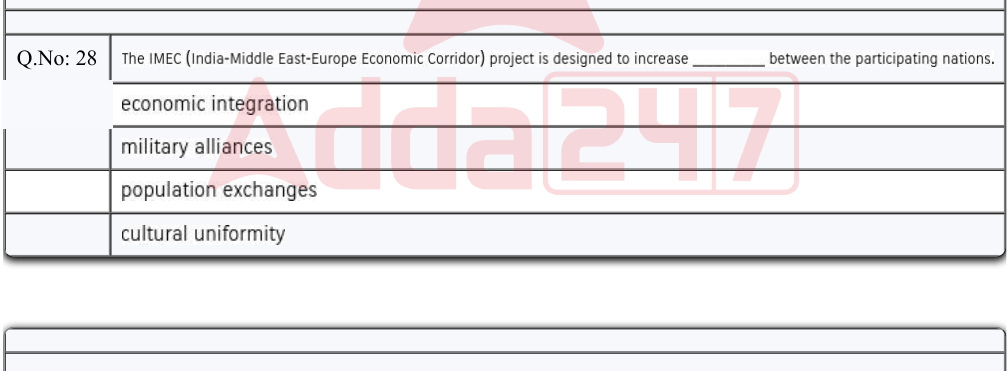 Q.No: 28 The IMEC (India-Middle East-Europe Economic Corridor) project is designed to increase _________ between the participating nations.
economic integration
military alliances
population exchanges
cultural uniformity
Adda247